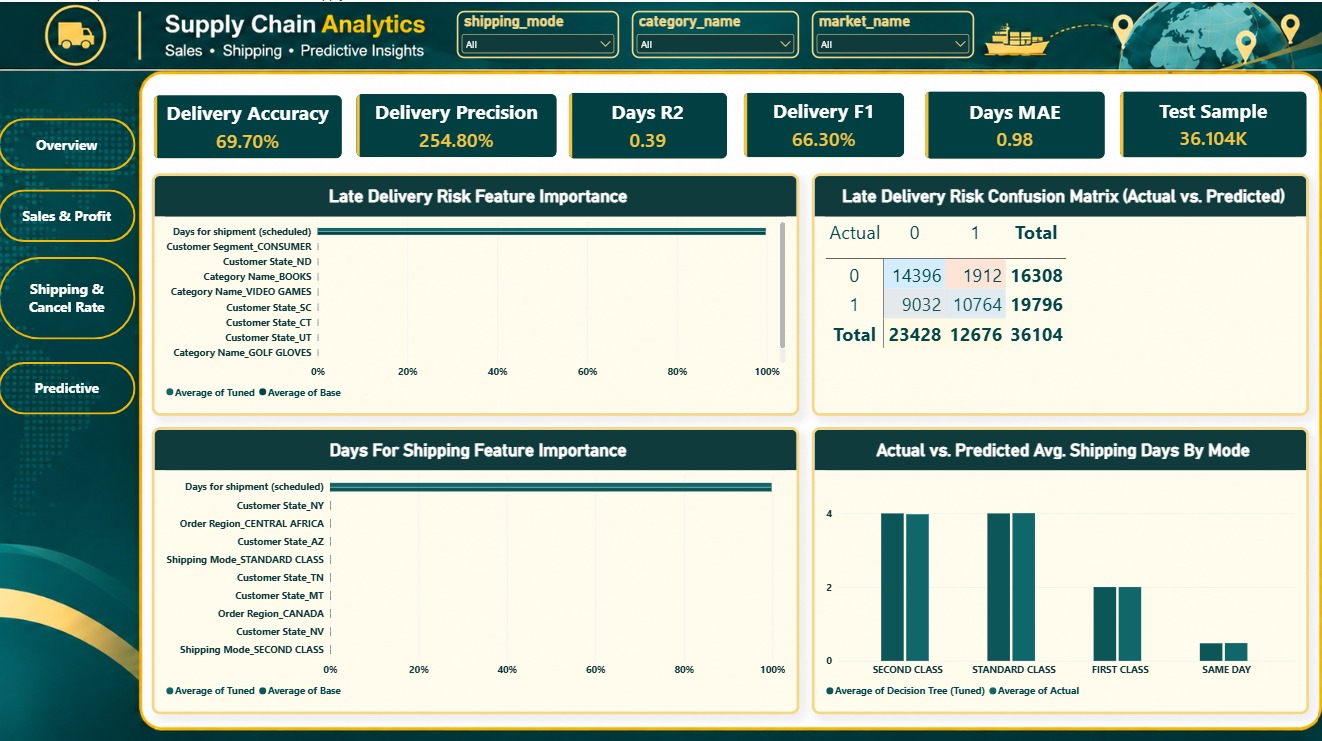 Supply Chain Analytics
Sales • Shipping • Predictive Insights
shipping_mode
All
category_name
All
market_name
All
Overview
Sales & Profit
Shipping &
Cancel Rate
Predictive
Delivery Accuracy
69.70%
Delivery Precision
254.80%
Days R2
0.39
Delivery F1
66.30%
Days MAE
0.98
Test Sample
36.104K
Late Delivery Risk Feature Importance
Days for shipment (scheduled)
Customer Segment_CONSUMER
Customer State_ND
Category Name_BOOKS
Category Name_VIDEO GAMES
Customer State_SC
Customer State_CT
Customer State_UT
Category Name_GOLF GLOVES
0% 20% 40% 60% 80% 100%
Average of Tuned Average of Base
Late Delivery Risk Confusion Matrix (Actual vs. Predicted)
Actual 0 1 Total
0 14396 1912 16308
1 9032 10764 19796
Total 23428 12676 36104
Days For Shipping Feature Importance
Days for shipment (scheduled)
Customer State_NY
Order Region_CENTRAL AFRICA
Customer State_AZ
Shipping Mode_STANDARD CLASS
Customer State_TN
Customer State_MT
Order Region_CANADA
Customer State_NV
Shipping Mode_SECOND CLASS
0% 20% 40% 60% 80% 100%
Average of Tuned Average of Base
Actual vs. Predicted Avg. Shipping Days By Mode
4
2
0
SECOND CLASS STANDARD CLASS FIRST CLASS SAME DAY
Average of Decision Tree (Tuned) Average of Actual